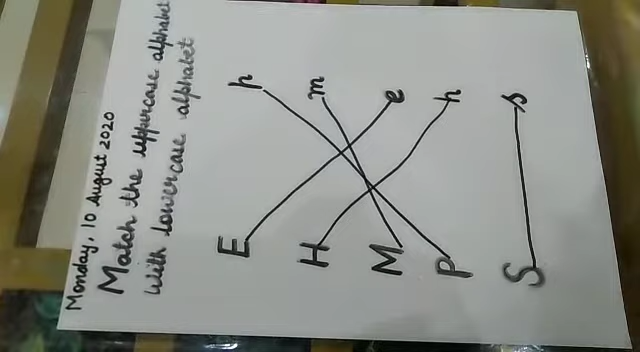 Monday, 10 August 2020
Match the uppercase alphabet
with lowercase alphabet
E p
H m
M e
P h
S s